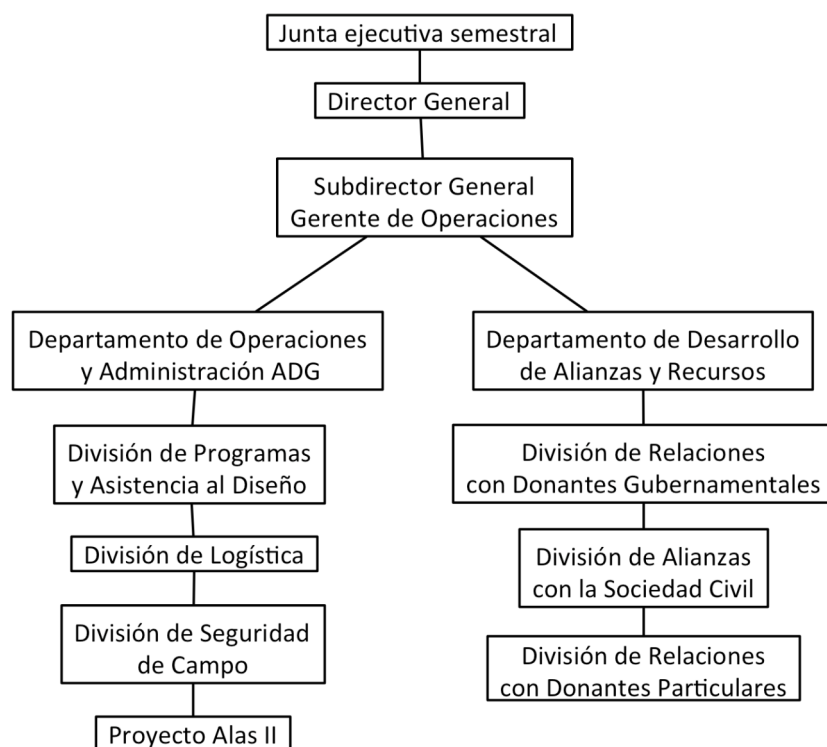 Junta ejecutiva semestral
Director General
Subdirector General
Gerente de Operaciones
Departamento de Operaciones
y Administración ADG
División de Programas
y Asistencia al Diseño
División de Logística
División de Seguridad
de Campo
Proyecto Alas II
Departamento de Desarrollo
de Alianzas y Recursos
División de Relaciones
con Donantes Gubernamentales
División de Alianzas
con la Sociedad Civil
División de Relaciones
con Donantes Particulares